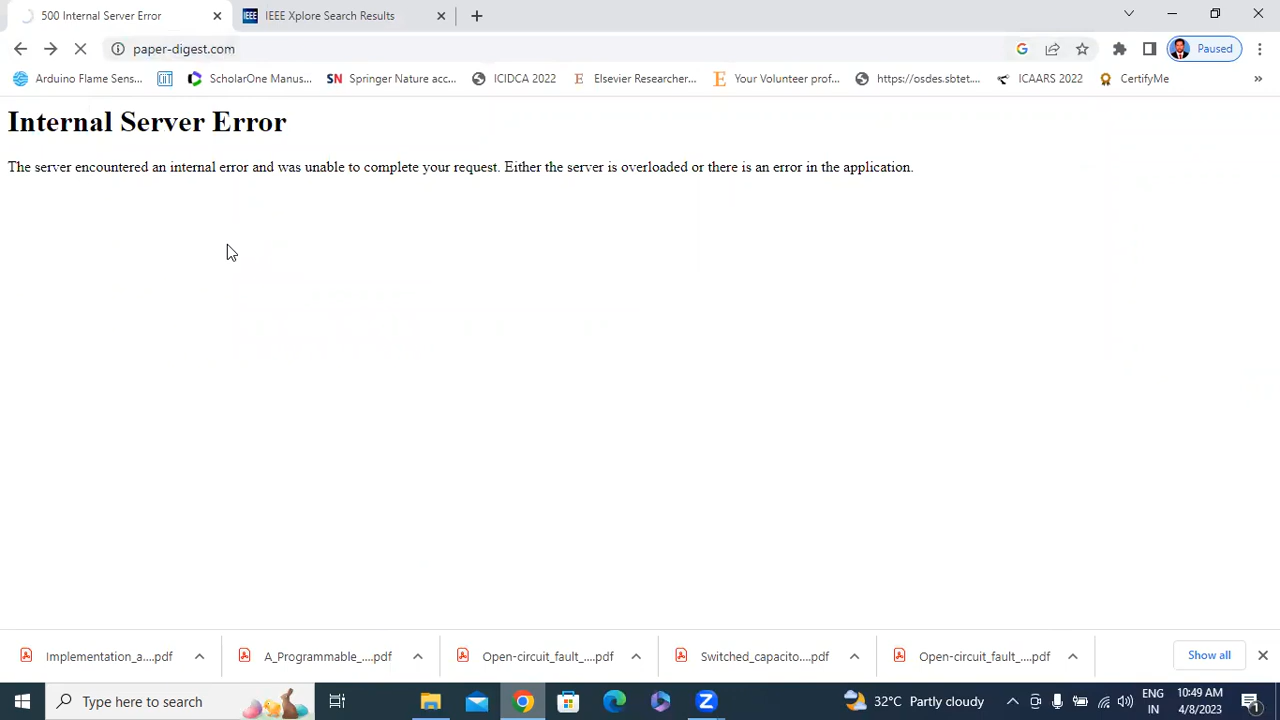 500 Internal Server Error
IEEE Xplore Search Results
paper-digest.com
Paused
Arduino Flame Sens...
ScholarOne Manus...
SN Springer Nature acc...
ICIDCA 2022
E Elsevier Researcher...
E Your Volunteer prof...
https://osdes.sbtet....
ICAARS 2022
CertifyMe
Internal Server Error
The server encountered an internal error and was unable to complete your request. Either the server is overloaded or there is an error in the application.
Implementation_a....pdf
A_Programmable_....pdf
Open-circuit_fault_....pdf
Switched_capacito....pdf
Open-circuit_fault_....pdf
Show all
Type here to search
32°C Partly cloudy
ENG
IN
10:49 AM
4/8/2023
1